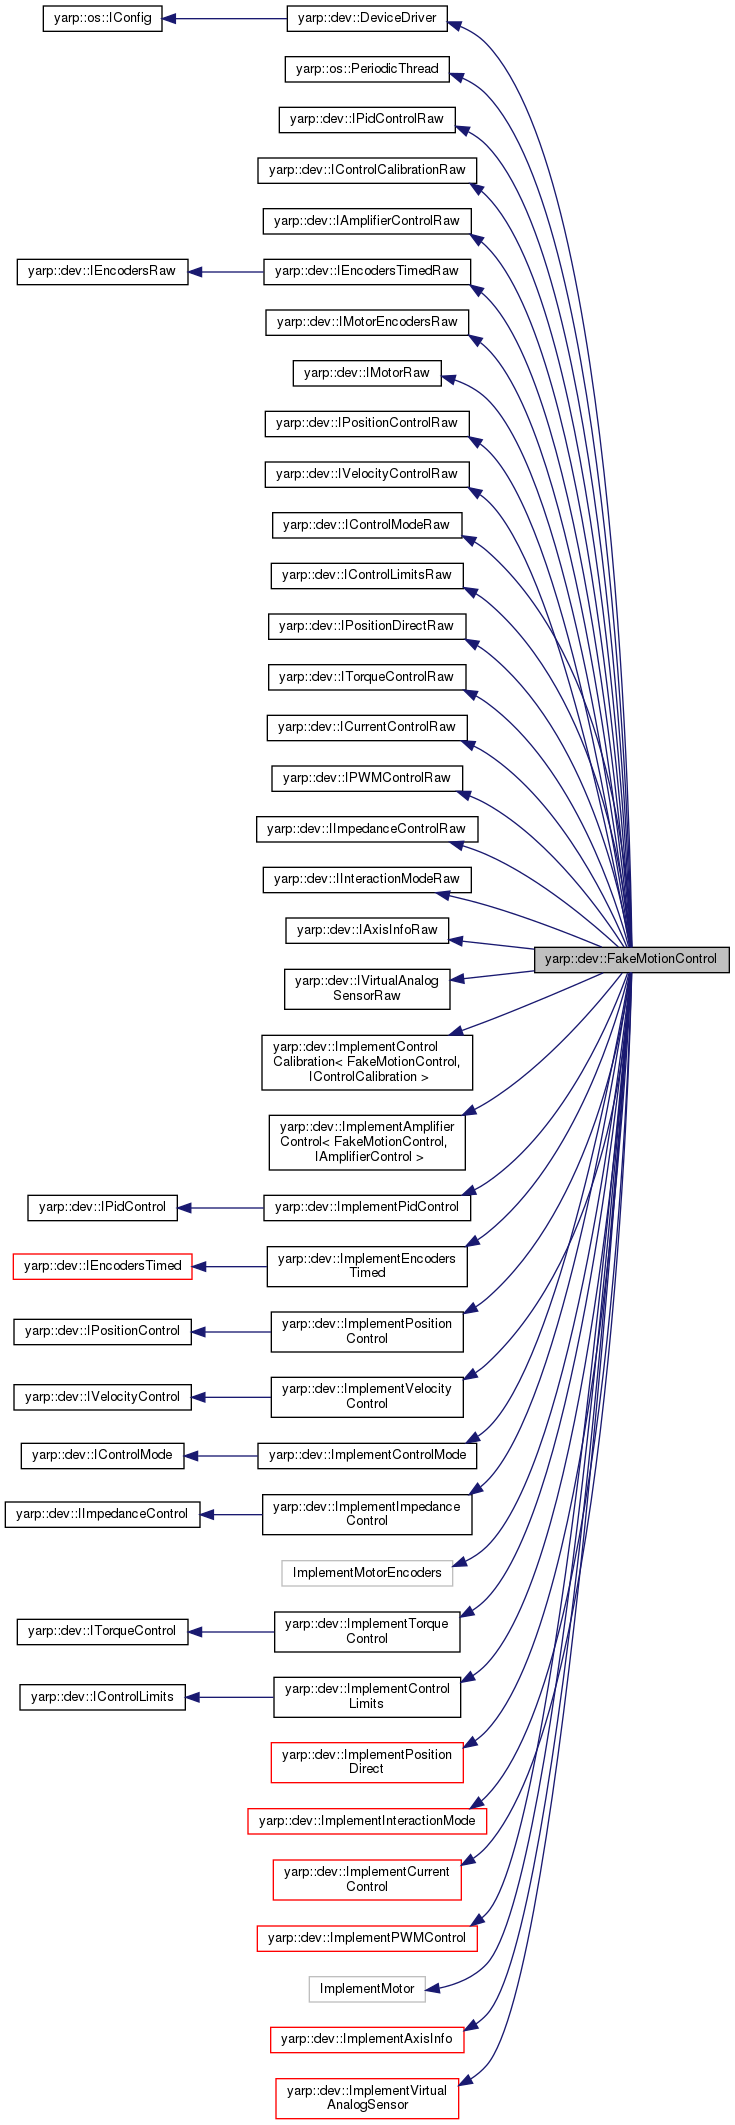 yarp::os::IConfig
yarp::dev::DeviceDriver
yarp::os::PeriodicThread
yarp::dev::IPidControlRaw
yarp::dev::IControlCalibrationRaw
yarp::dev::IAmplifierControlRaw
yarp::dev::IEncodersRaw
yarp::dev::IEncodersTimedRaw
yarp::dev::IMotorEncodersRaw
yarp::dev::IMotorRaw
yarp::dev::IPositionControlRaw
yarp::dev::IVelocityControlRaw
yarp::dev::IControlModeRaw
yarp::dev::IControlLimitsRaw
yarp::dev::IPositionDirectRaw
yarp::dev::ITorqueControlRaw
yarp::dev::ICurrentControlRaw
yarp::dev::IPWMControlRaw
yarp::dev::IImpedanceControlRaw
yarp::dev::IInteractionModeRaw
yarp::dev::IAxisInfoRaw
yarp::dev::FakeMotionControl
yarp::dev::IVirtualAnalog
SensorRaw
yarp::dev::ImplementControl
Calibration< FakeMotionControl,
IControlCalibration >
yarp::dev::ImplementAmplifier
Control< FakeMotionControl,
IAmplifierControl >
yarp::dev::IPidControl
yarp::dev::ImplementPidControl
yarp::dev::IEncodersTimed
yarp::dev::ImplementEncoders
Timed
yarp::dev::IPositionControl
yarp::dev::ImplementPosition
Control
yarp::dev::IVelocityControl
yarp::dev::ImplementVelocity
Control
yarp::dev::IControlMode
yarp::dev::ImplementControlMode
yarp::dev::IImpedanceControl
yarp::dev::ImplementImpedance
Control
ImplementMotorEncoders
yarp::dev::ITorqueControl
yarp::dev::ImplementTorque
Control
yarp::dev::IControlLimits
yarp::dev::ImplementControl
Limits
yarp::dev::ImplementPosition
Direct
yarp::dev::ImplementInteractionMode
yarp::dev::ImplementCurrent
Control
yarp::dev::ImplementPWMControl
ImplementMotor
yarp::dev::ImplementAxisInfo
yarp::dev::ImplementVirtual
AnalogSensor